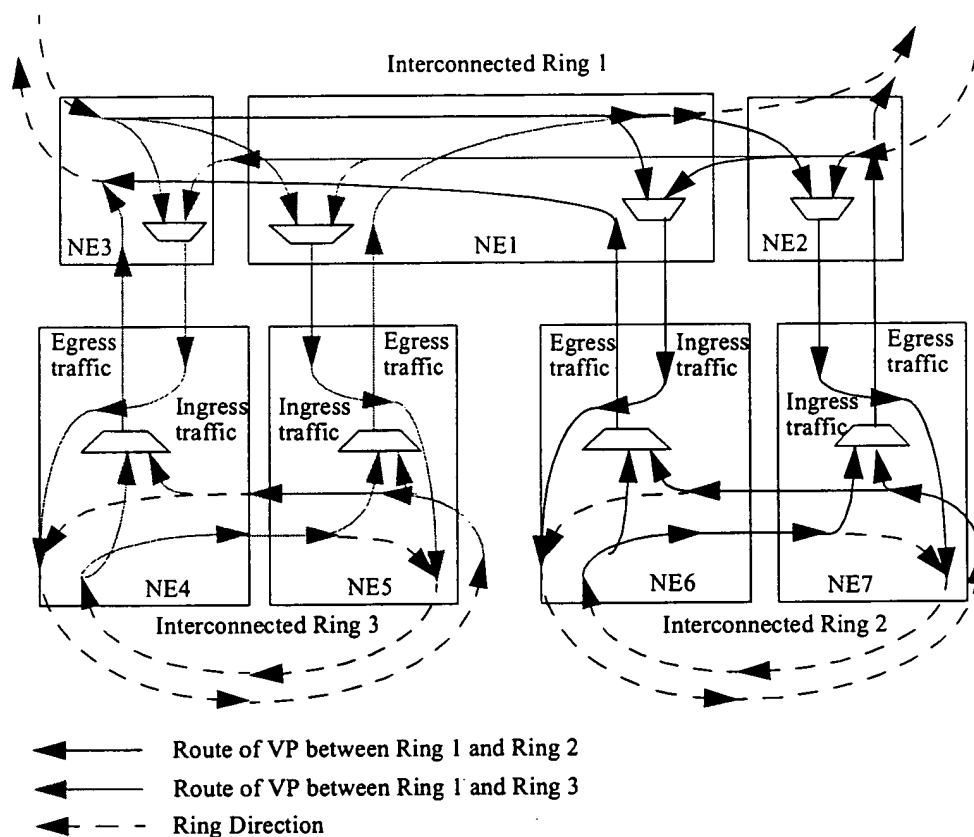 Interconnected Ring 1
NE3
NE1
NE2
Egress
traffic
Ingress
traffic
Egress
traffic
Ingress
traffic
Egress
traffic
Ingress
traffic
Egress
traffic
Ingress
traffic
NE4
NE5
NE6
NE7
Interconnected Ring 3
Interconnected Ring 2
Route of VP between Ring 1 and Ring 2
Route of VP between Ring 1 and Ring 3
Ring Direction